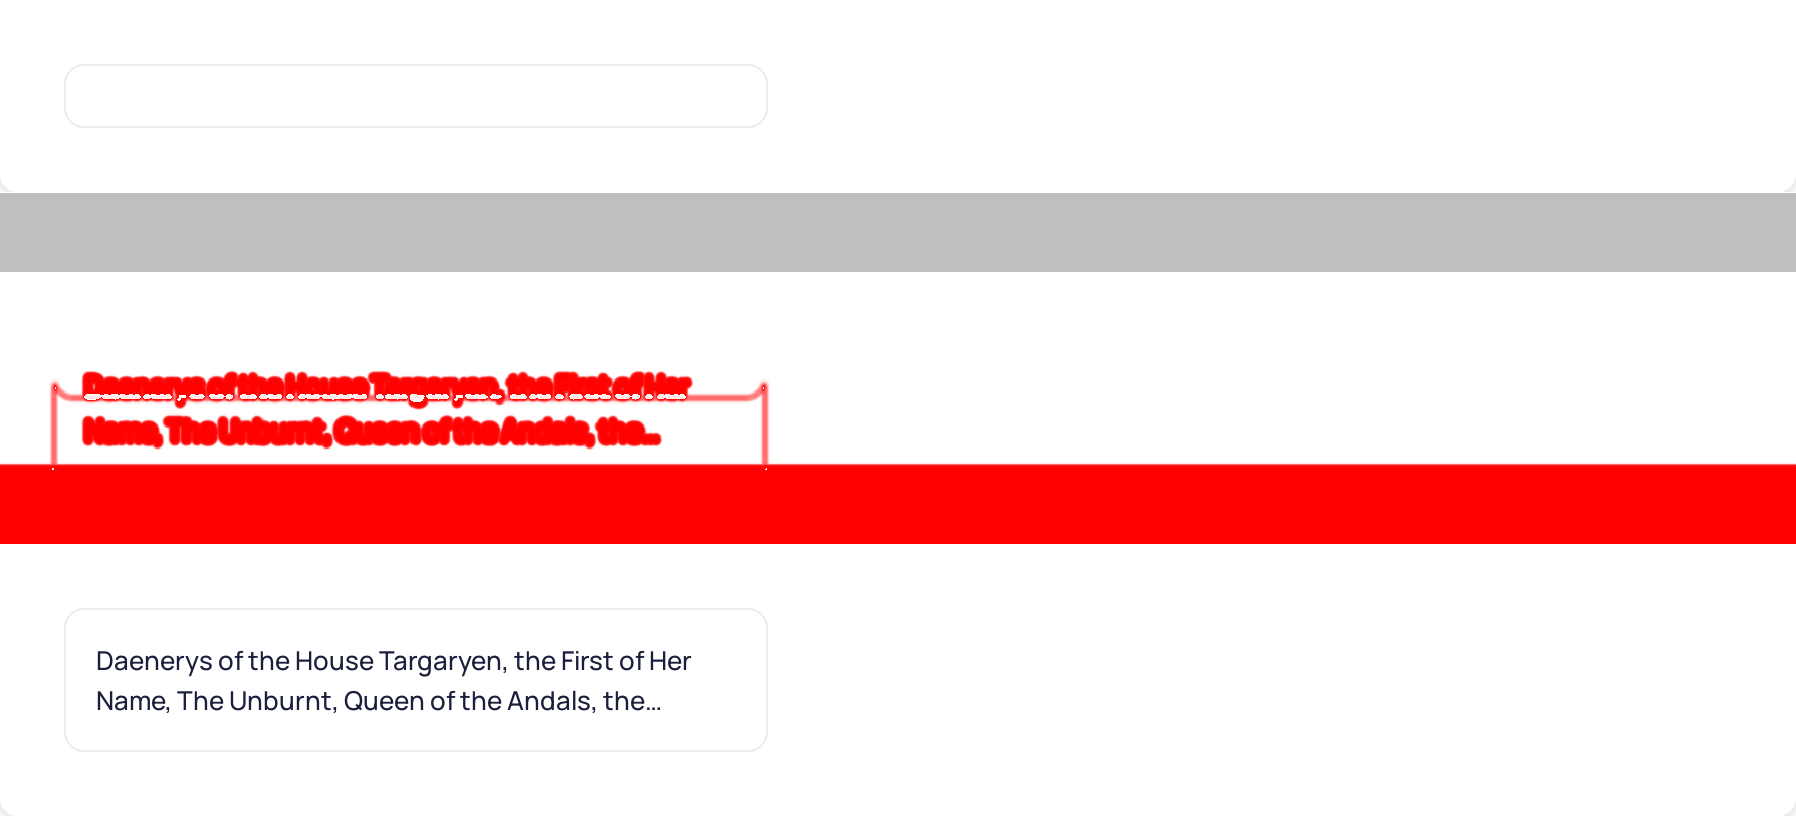 Daenerys of the House Targaryen, the First of Her
Name, The Unburnt, Queen of the Andals, the...
Daenerys of the House Targaryen, the First of Her
Name, The Unburnt, Queen of the Andals, the...